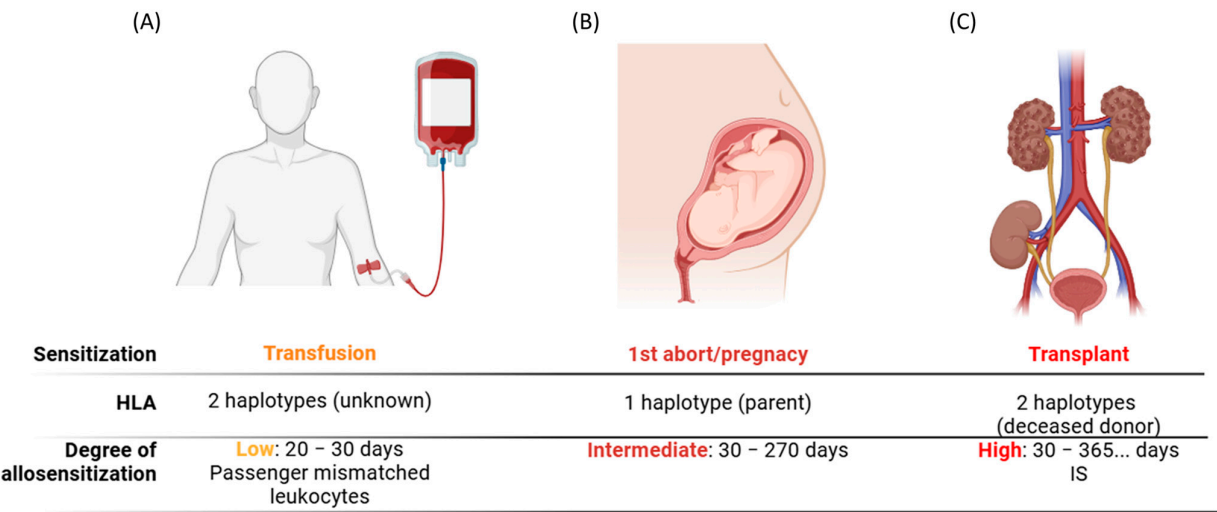 (A)
(B)
(C)
Sensitization
Transfusion
1st abort/pregnacy
Transplant
HLA
2 haplotypes (unknown)
1 haplotype (parent)
2 haplotypes
(deceased donor)
Degree of
allosensitization
Low: 20 – 30 days
Passenger mismatched
leukocytes
Intermediate: 30 – 270 days
High: 30 – 365... days
IS